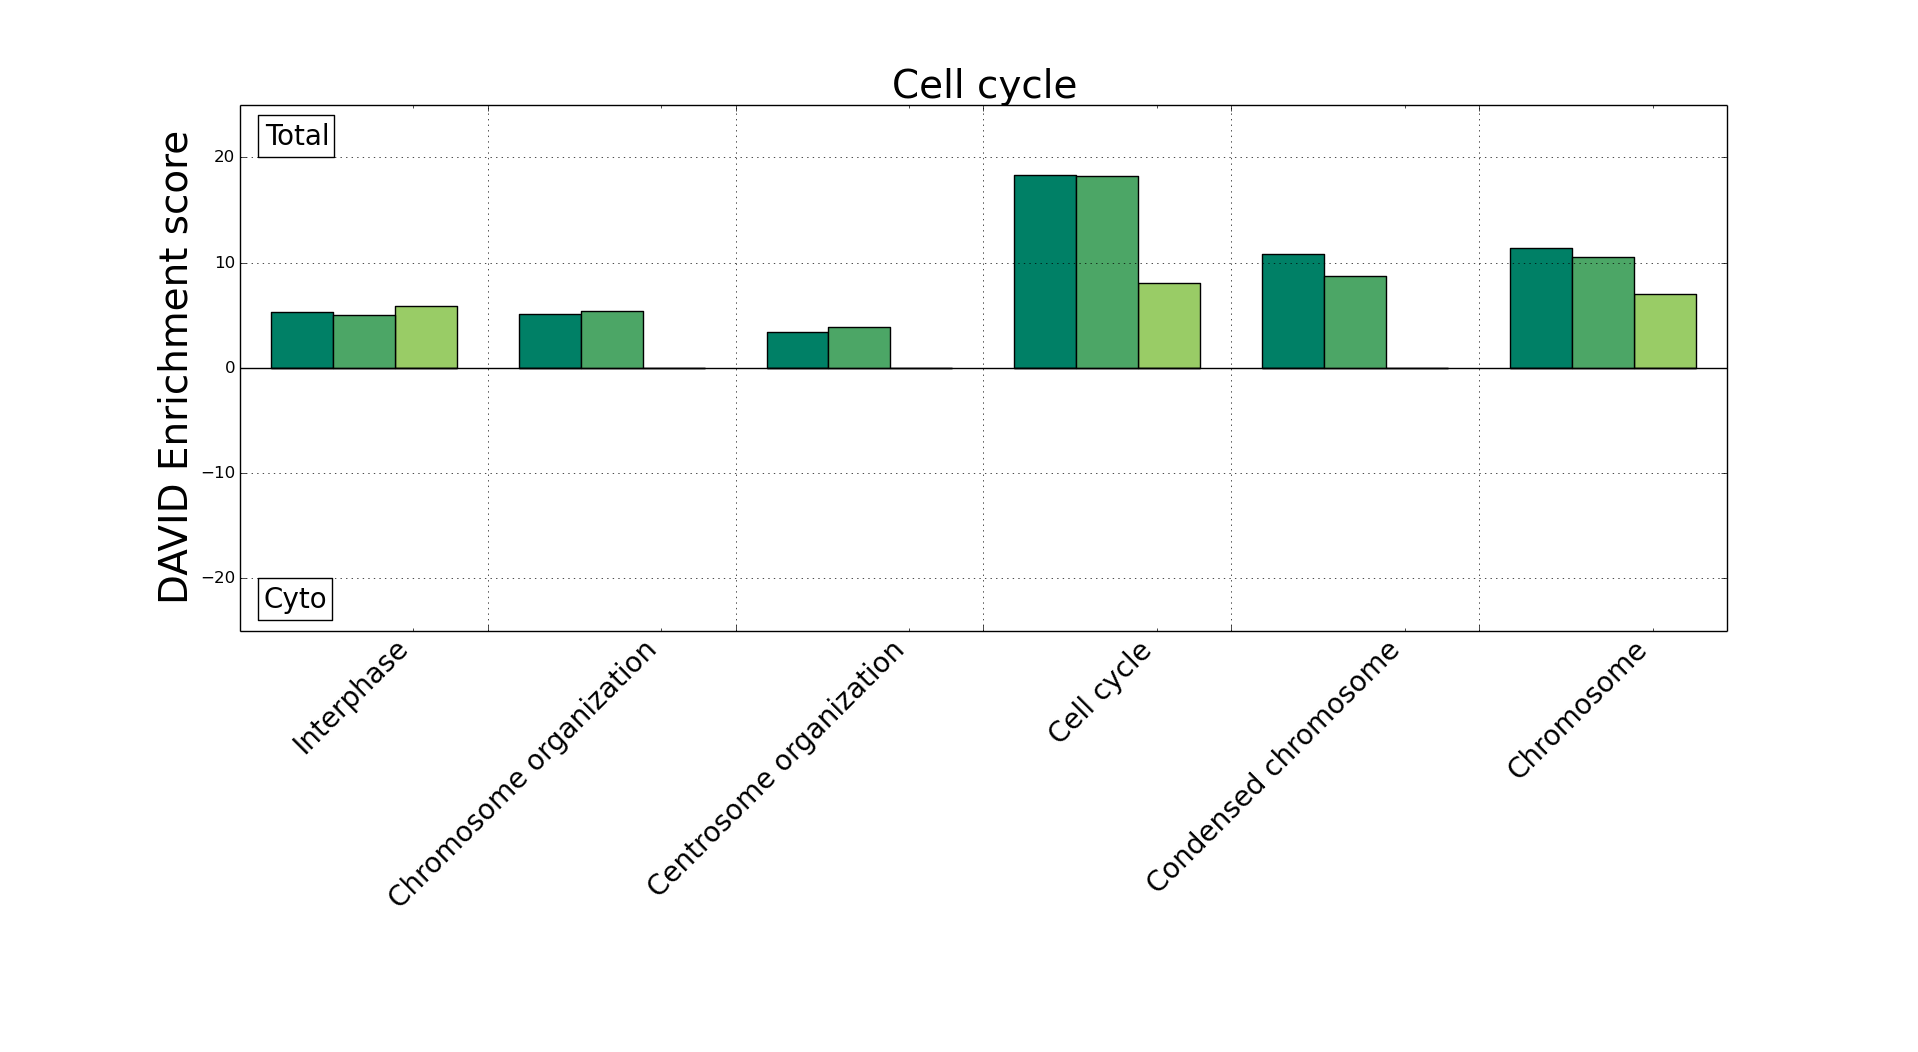 Cell cycle
DAVID Enrichment score
Total
20
10
0
−10
−20
Cyto
Interphase
Chromosome organization
Centrosome organization
Cell cycle
Condensed chromosome
Chromosome